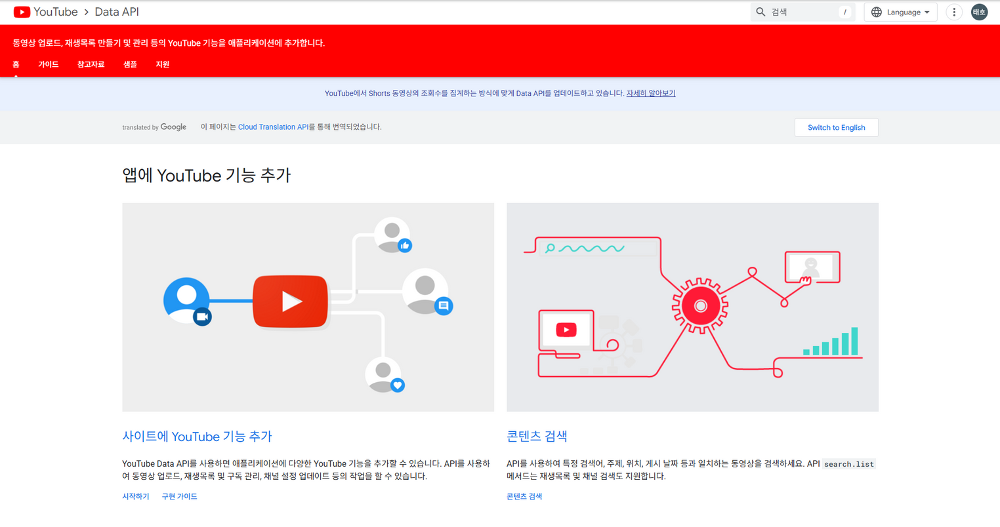 YouTube > Data API
검색
/
Language
태호
동영상 업로드, 재생목록 만들기 및 관리 등의 YouTube 기능을 애플리케이션에 추가합니다.
홈 가이드 참고자료 샘플 지원
YouTube에서 Shorts 동영상의 조회수를 집계하는 방식에 맞게 Data API를 업데이트하고 있습니다. 자세히 알아보기
translated by Google 이 페이지는 Cloud Translation API를 통해 번역되었습니다.
Switch to English
앱에 YouTube 기능 추가
사이트에 YouTube 기능 추가
YouTube Data API를 사용하면 애플리케이션에 다양한 YouTube 기능을 추가할 수 있습니다. API를 사용하
여 동영상 업로드, 재생목록 및 구독 관리, 채널 설정 업데이트 등의 작업을 할 수 있습니다.
시작하기 구현 가이드
콘텐츠 검색
API를 사용하여 특정 검색어, 주제, 위치, 게시 날짜 등과 일치하는 동영상을 검색하세요. API search.list
메서드는 재생목록 및 채널 검색도 지원합니다.
콘텐츠 검색